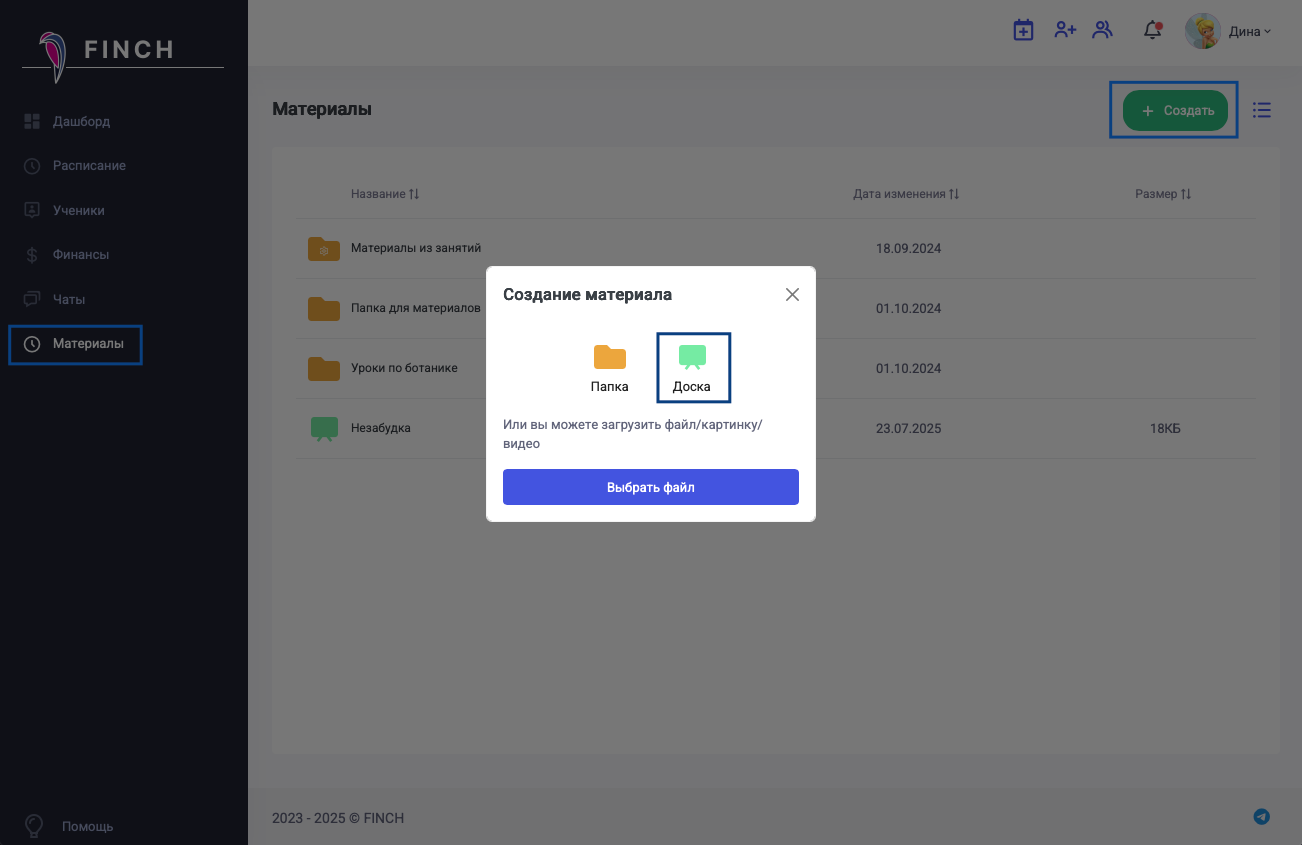 FINCH
Дина
Дашборд
Расписание
Ученики
Финансы
Чаты
Материалы
Помощь
Материалы
+ Создать
Название
Дата изменения
Размер
Материалы из занятий
18.09.2024
Папка для материалов
01.10.2024
Уроки по ботанике
01.10.2024
Незабудка
23.07.2025
18КБ
Создание материала
Папка
Доска
Или вы можете загрузить файл/картинку/
видео
Выбрать файл
2023 - 2025 © FINCH